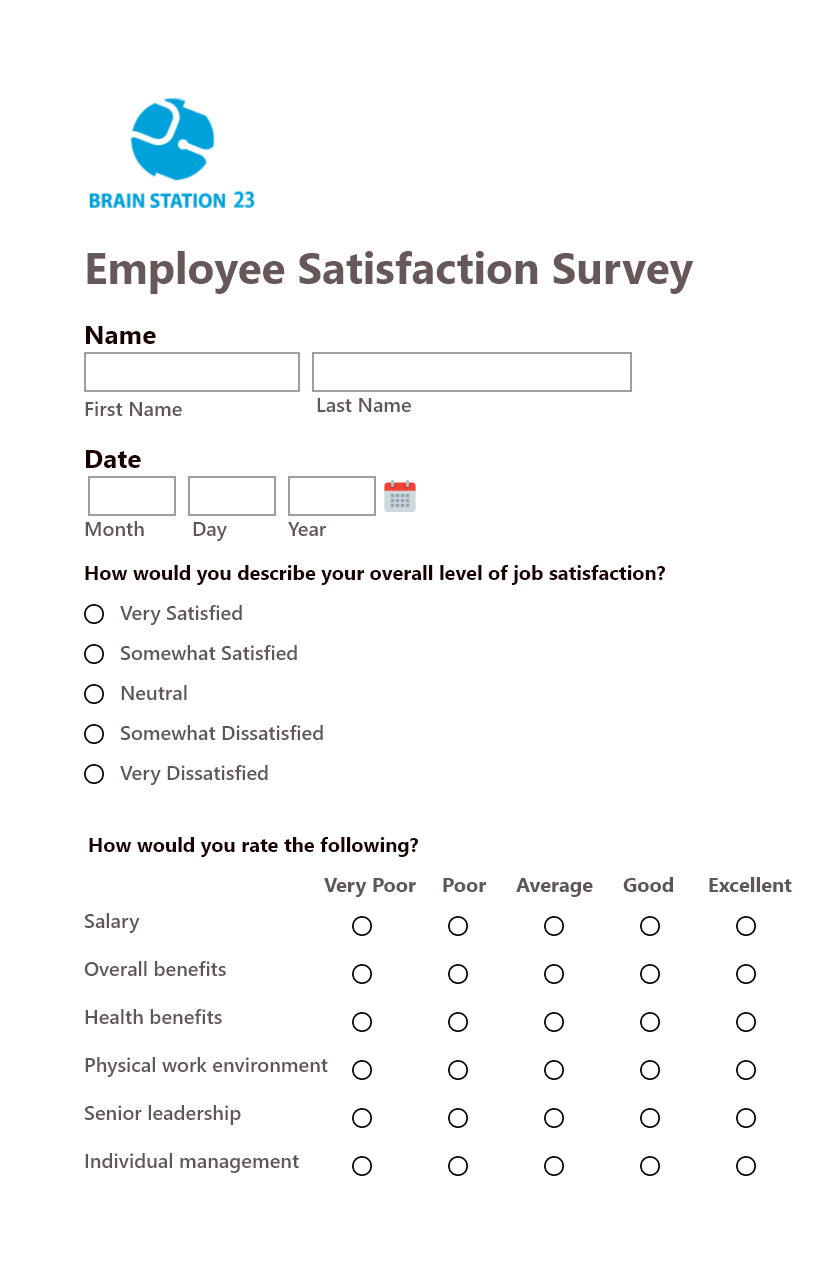 BRAIN STATION 23
Employee Satisfaction Survey
Name
First Name Last Name
Date
Month Day Year
How would you describe your overall level of job satisfaction?
Very Satisfied
Somewhat Satisfied
Neutral
Somewhat Dissatisfied
Very Dissatisfied
How would you rate the following?
Very Poor Poor Average Good Excellent
Salary
Overall benefits
Health benefits
Physical work environment
Senior leadership
Individual management